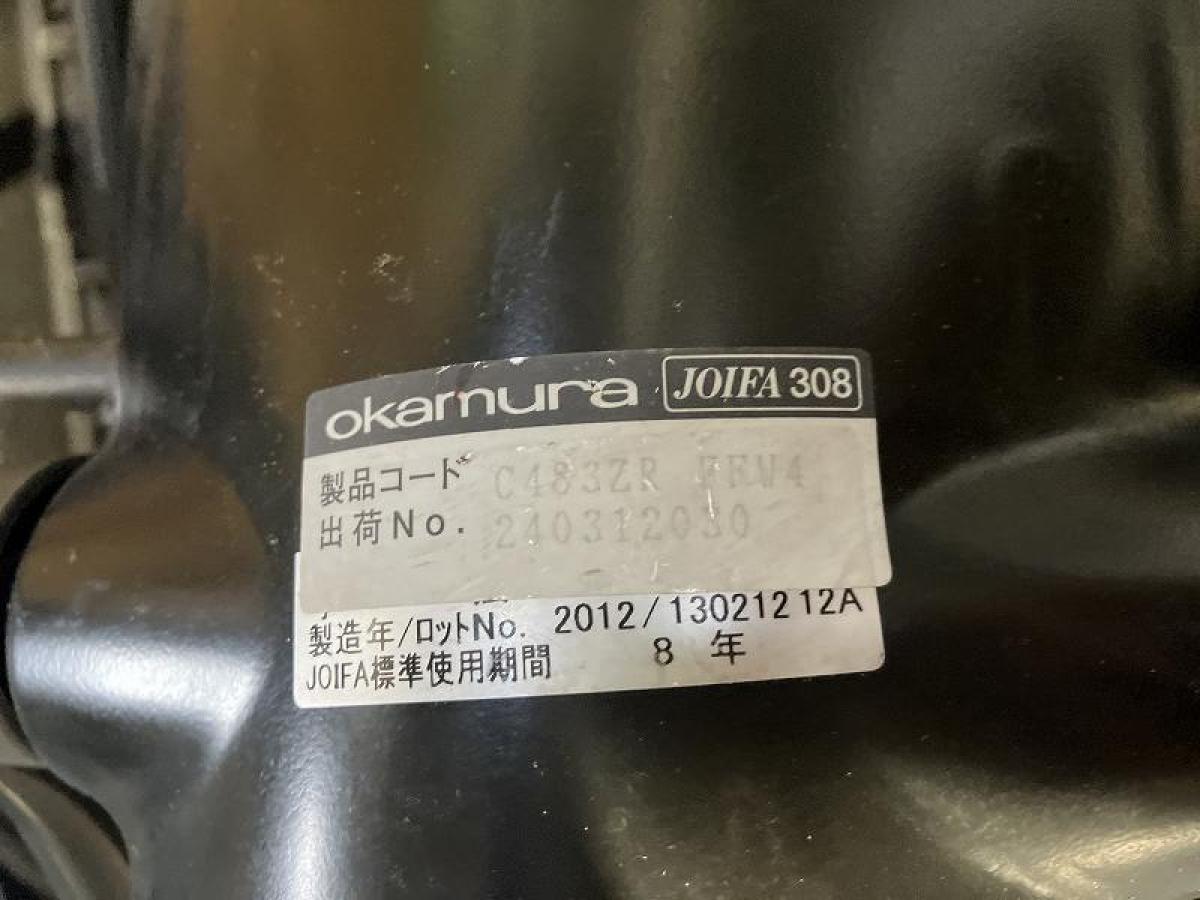 okamura JOIFA 308
製品コード C483ZR FEW4
出荷No. 240312030
製造年/ロットNo. 2012/13021212A
JOIFA標準使用期間 8 年